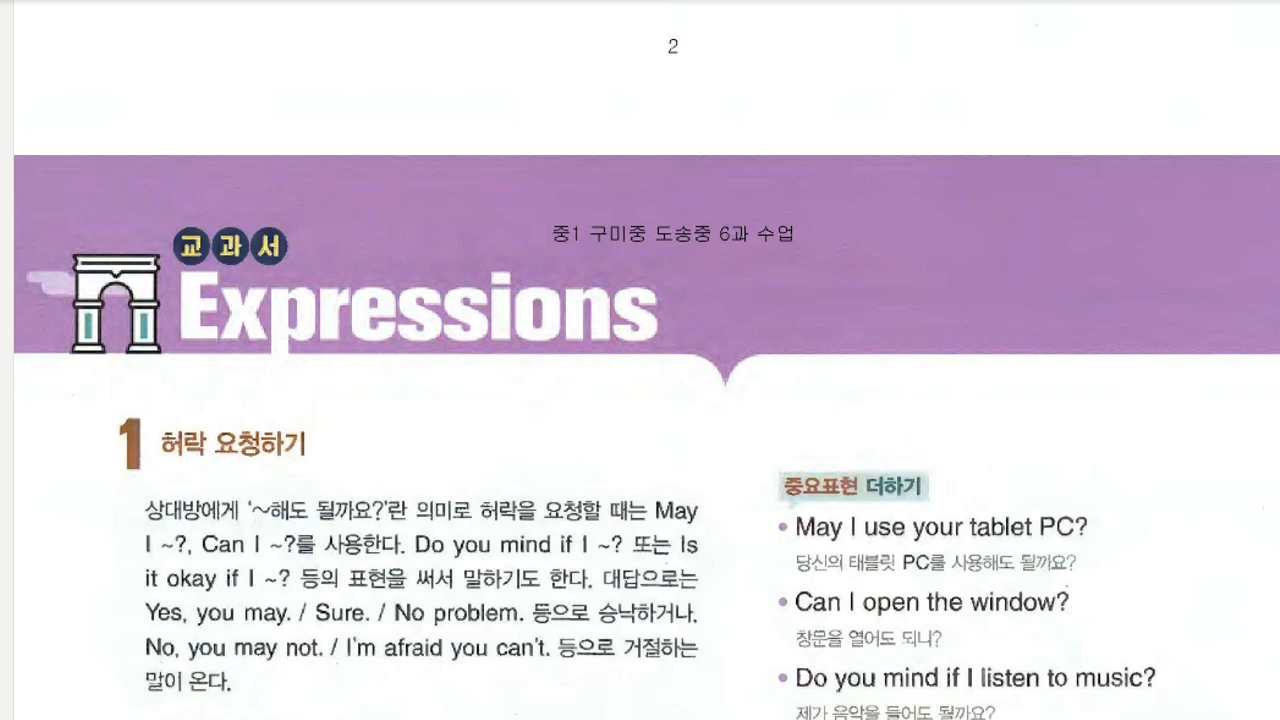 2
중1 구미중 도송중 6과 수업
교과서
Expressions
1 허락 요청하기
상대방에게 '~해도 될까요?'란 의미로 허락을 요청할 때는 May
I ~?, Can I ~?를 사용한다. Do you mind if I ~? 또는 Is
it okay if I ~? 등의 표현을 써서 말하기도 한다. 대답으로는
Yes, you may. / Sure. / No problem. 등으로 승낙하거나,
No, you may not. / I'm afraid you can't. 등으로 거절하는
말이 온다.
중요표현 더하기
• May I use your tablet PC?
당신의 태블릿 PC를 사용해도 될까요?
• Can I open the window?
창문을 열어도 되니?
• Do you mind if I listen to music?
제가 음악을 들어도 될까요?